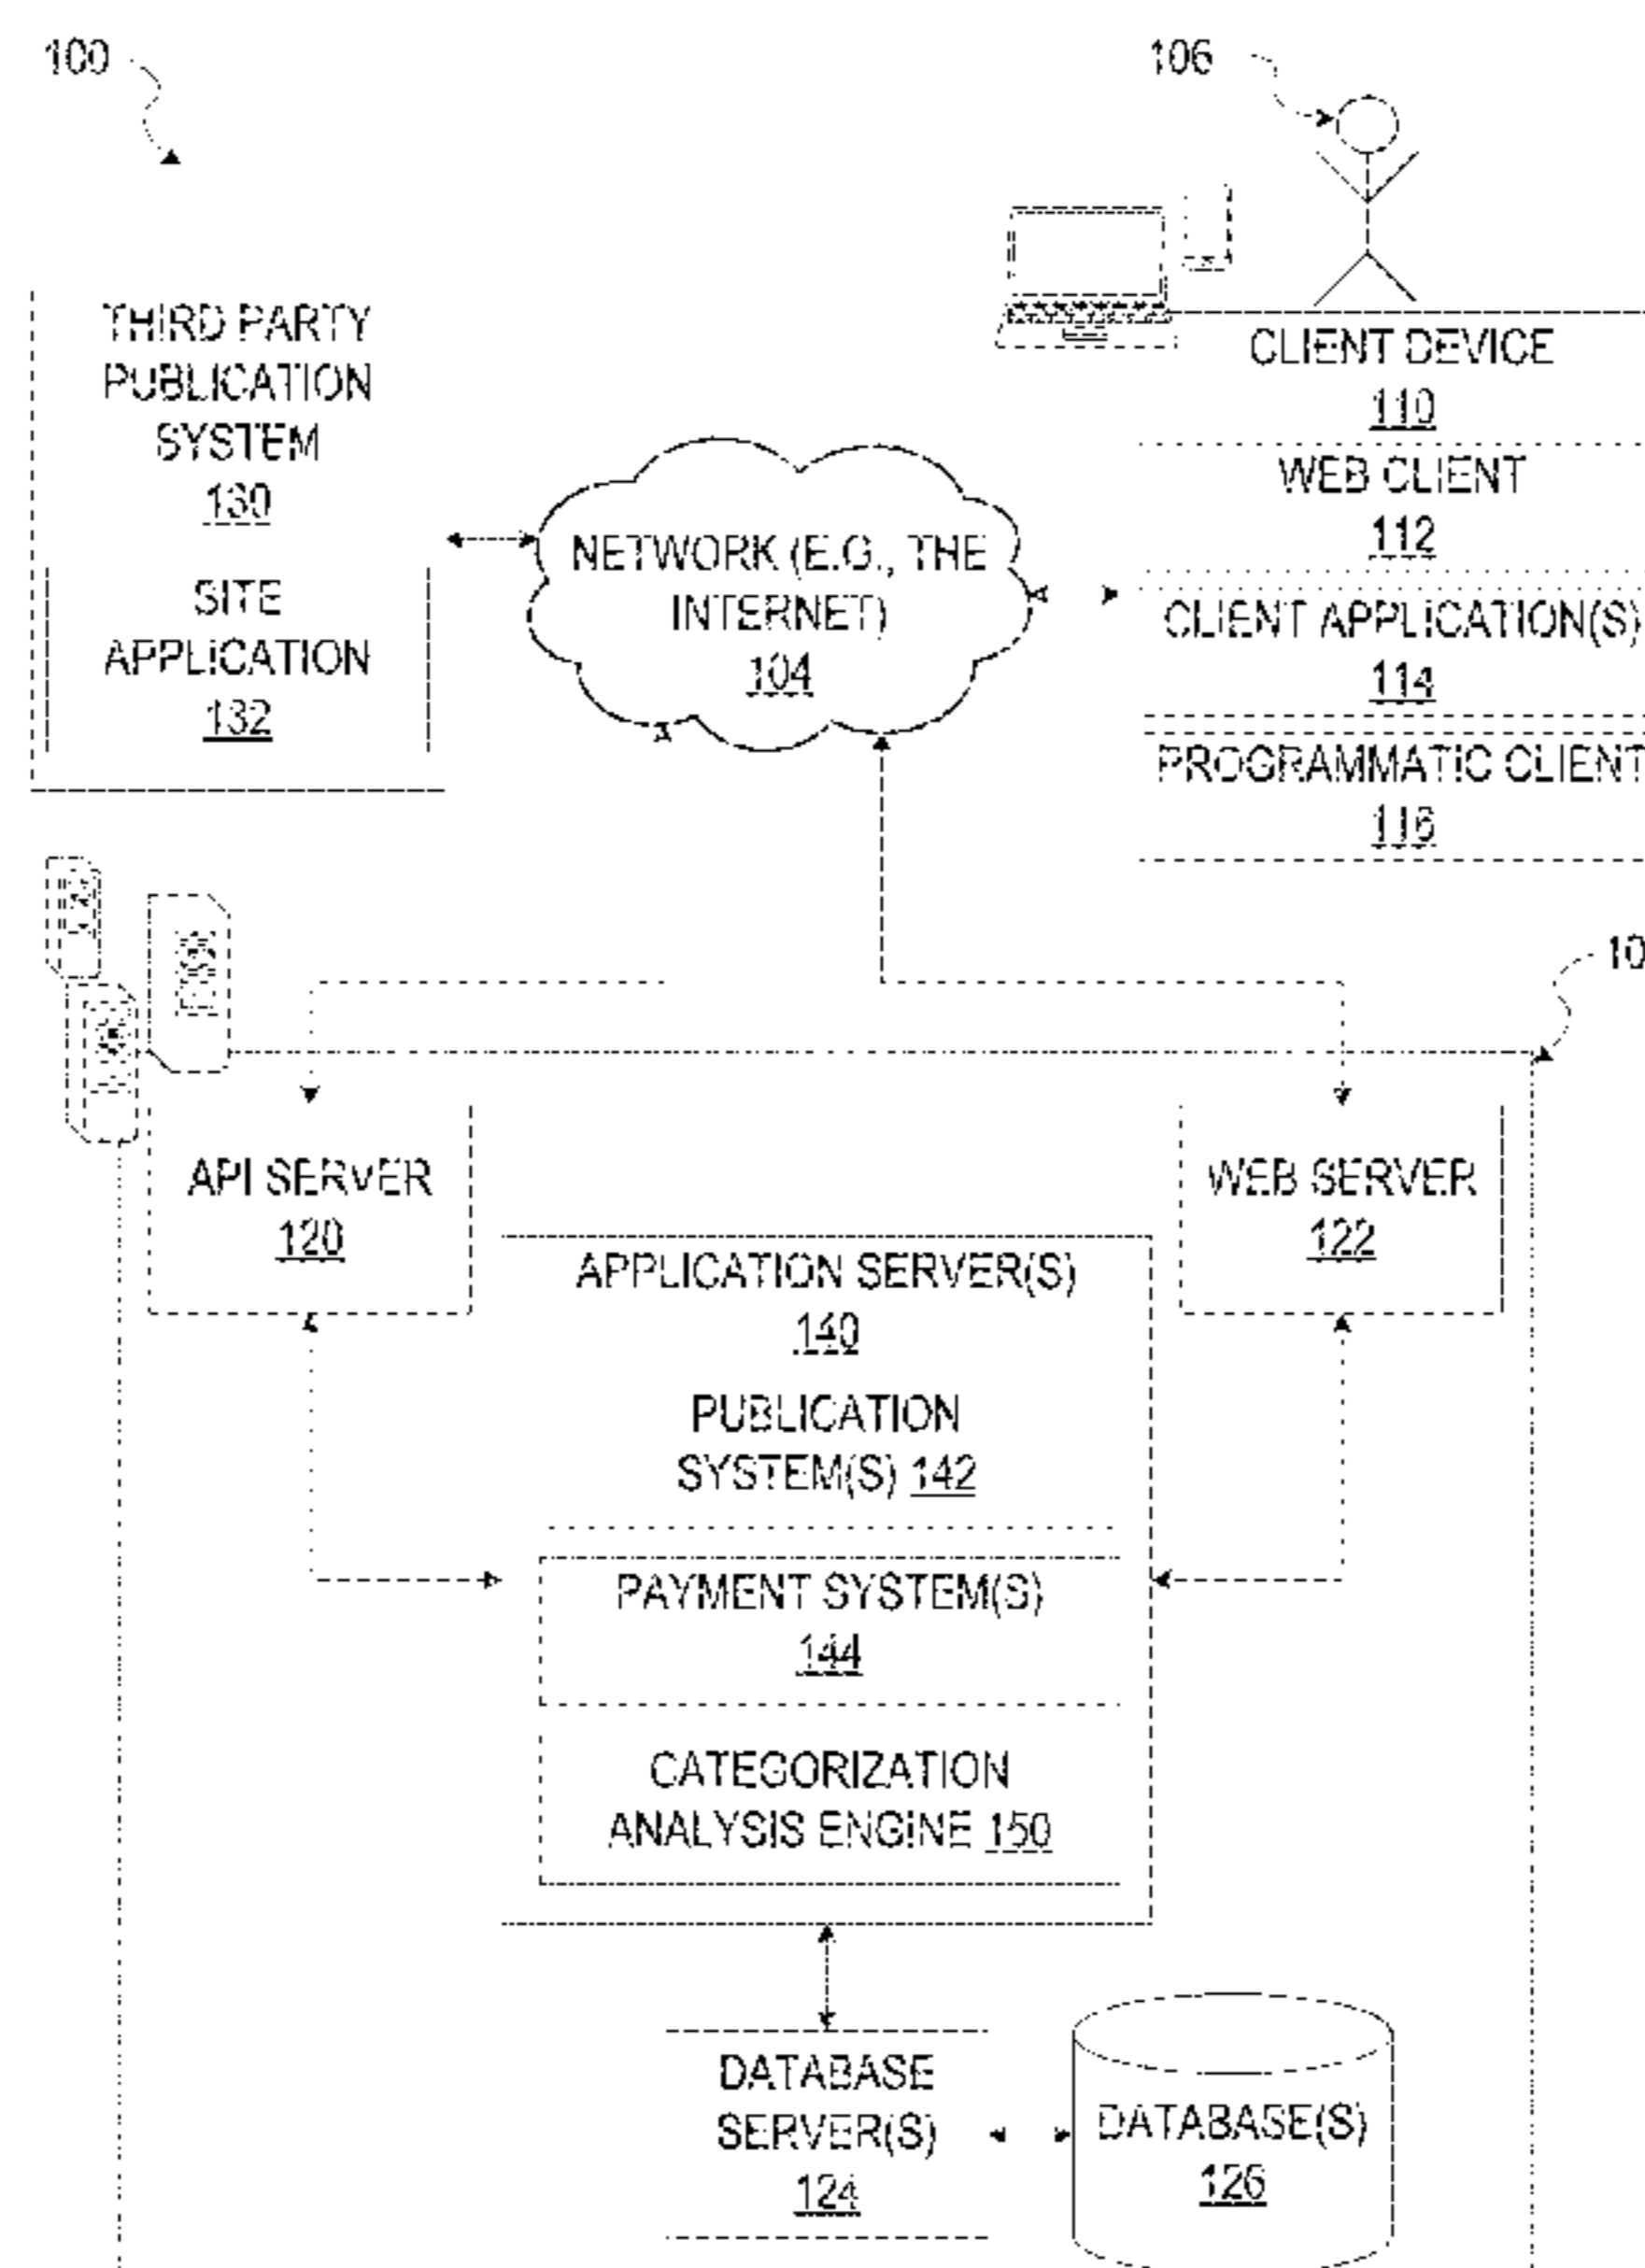 100
106
THIRD PARTY
PUBLICATION
SYSTEM
130
SITE
APPLICATION
132
NETWORK (E.G., THE
INTERNET)
104
CLIENT DEVICE
110
WEB CLIENT
112
CLIENT APPLICATION(S)
114
PROGRAMMATIC CLIENT
116
10
API SERVER
120
WEB SERVER
122
APPLICATION SERVER(S)
140
PUBLICATION
SYSTEM(S) 142
PAYMENT SYSTEM(S)
144
CATEGORIZATION
ANALYSIS ENGINE 150
DATABASE
SERVER(S)
124
DATABASE(S)
126